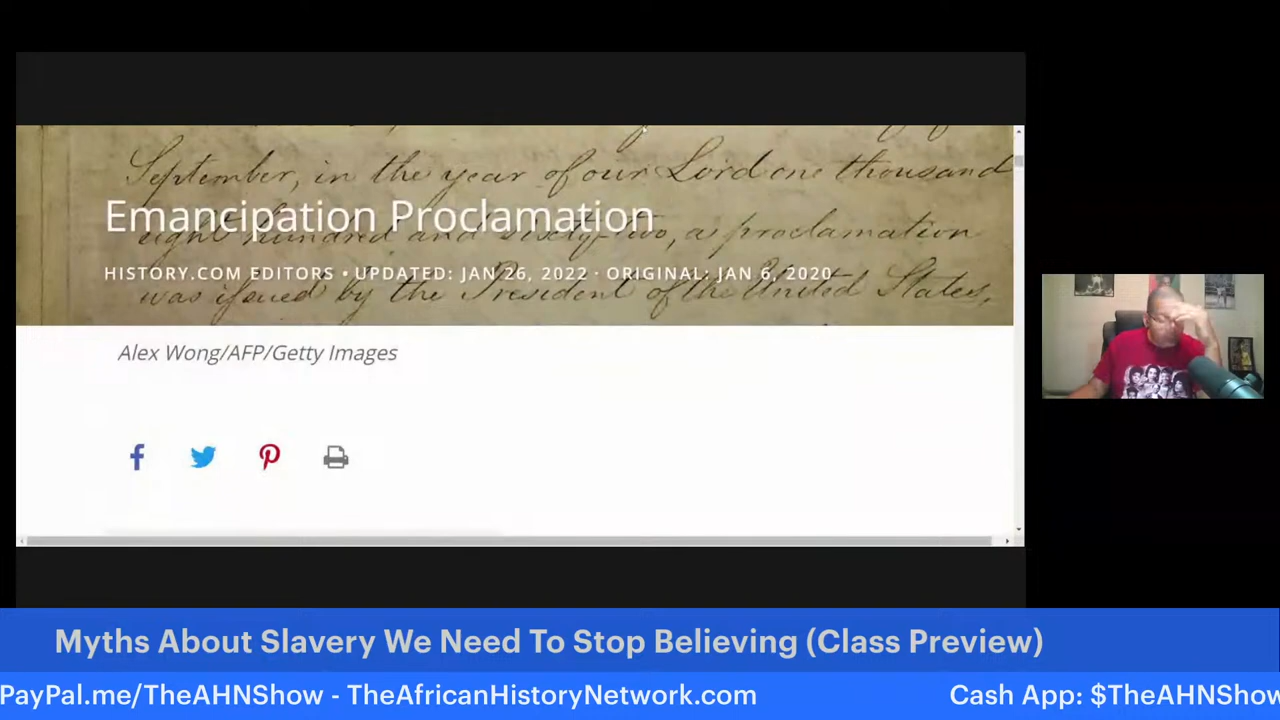 September, in the year of our Lord one thousand
Emancipation Proclamation
eight hundred and sixty-two, a proclamation
HISTORY.COM EDITORS • UPDATED: JAN 26, 2022 · ORIGINAL: JAN 6, 2020
was issued by the President of the United States,
Alex Wong/AFP/Getty Images
Myths About Slavery We Need To Stop Believing (Class Preview)
PayPal.me/TheAHNShow - TheAfricanHistoryNetwork.com Cash App: $TheAHNShow